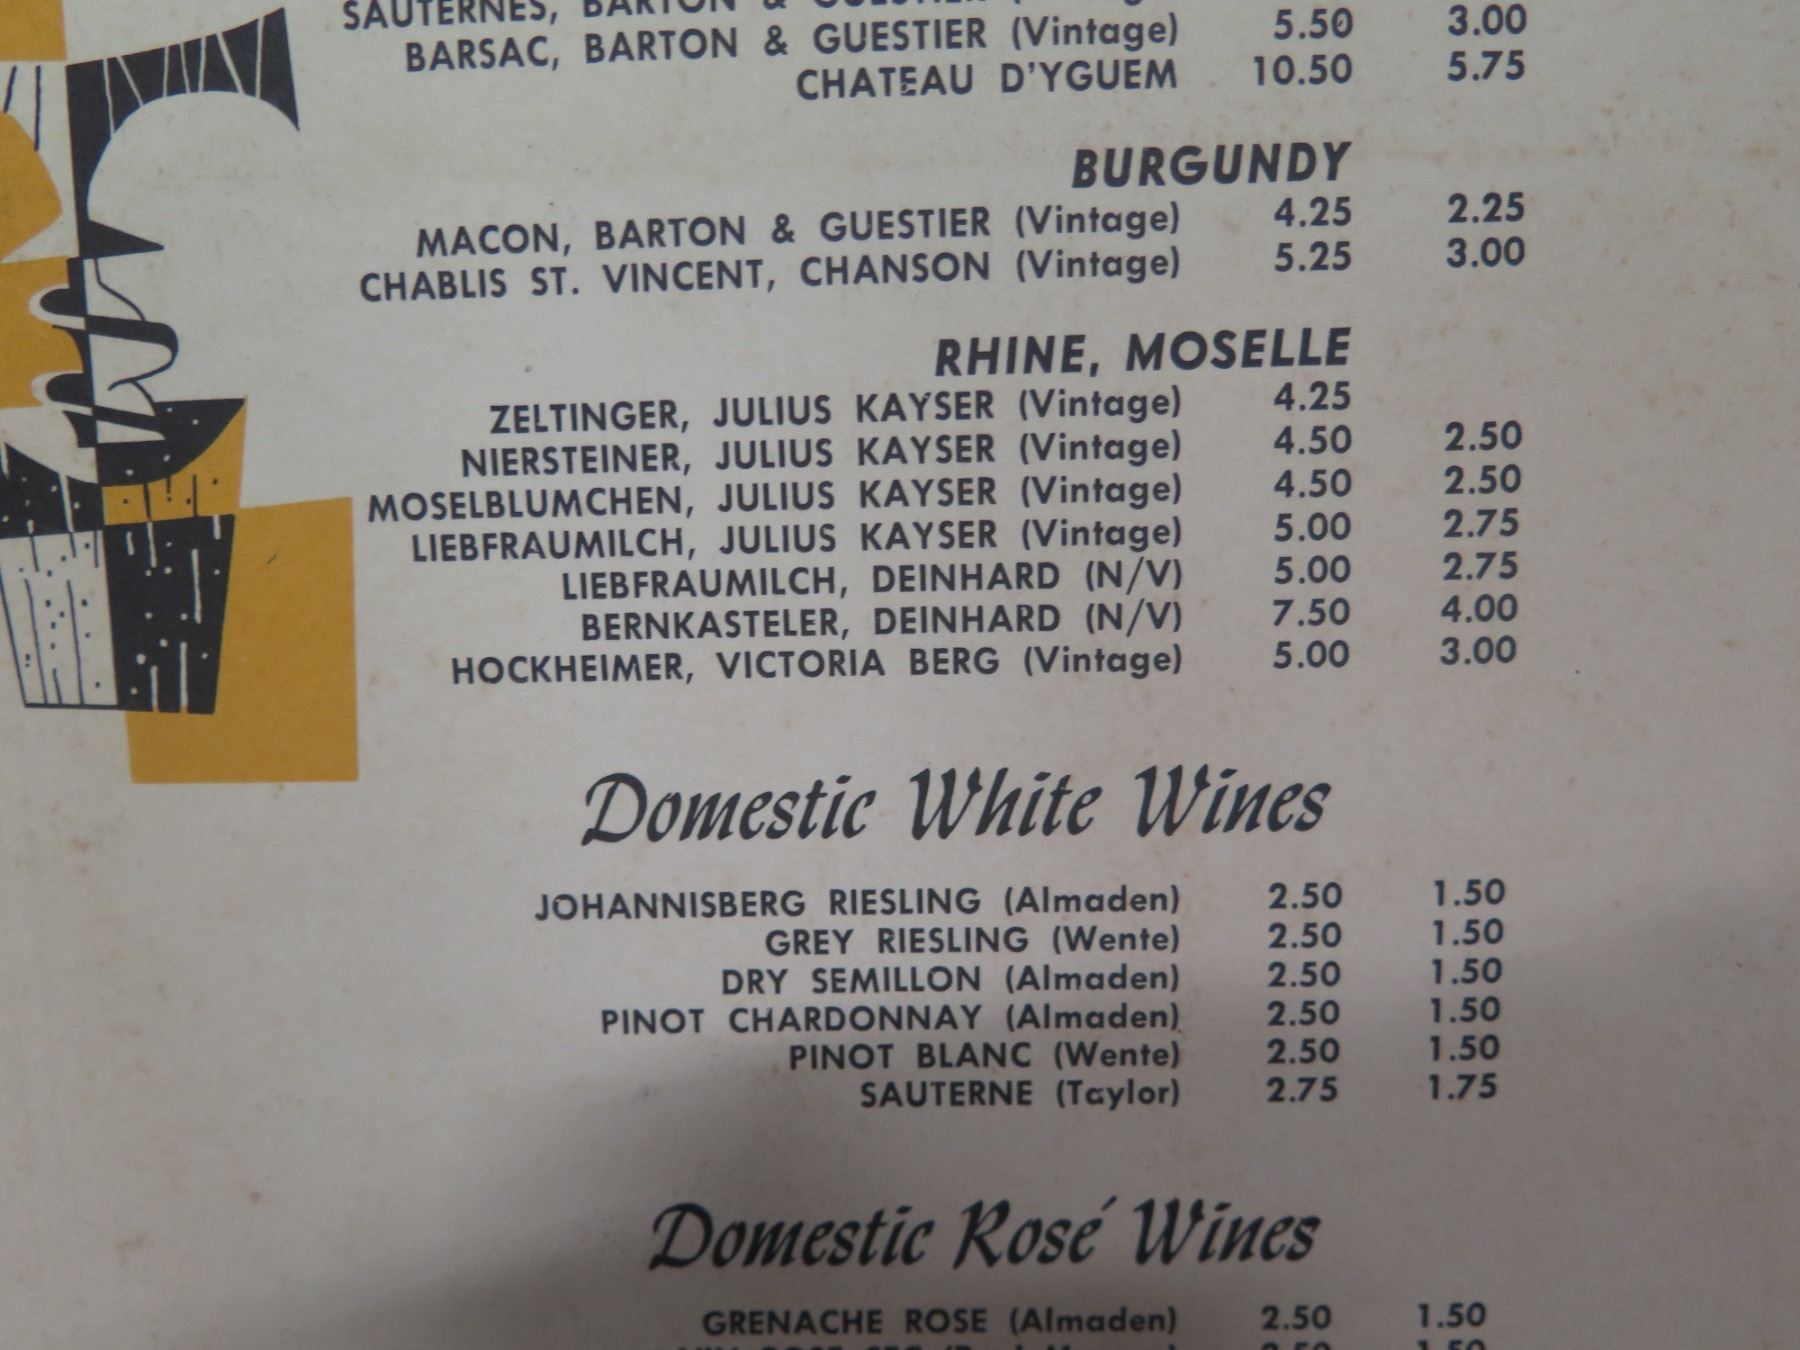 SAUTERNES, BARTON & GUESTIER
BARSAC, BARTON & GUESTIER (Vintage) 5.50 3.00
CHATEAU D'YGUEM 10.50 5.75
BURGUNDY
MACON, BARTON & GUESTIER (Vintage) 4.25 2.25
CHABLIS ST. VINCENT, CHANSON (Vintage) 5.25 3.00
RHINE, MOSELLE
ZELTINGER, JULIUS KAYSER (Vintage) 4.25
NIERSTEINER, JULIUS KAYSER (Vintage) 4.50 2.50
MOSELBLUMCHEN, JULIUS KAYSER (Vintage) 4.50 2.50
LIEBFRAUMILCH, JULIUS KAYSER (Vintage) 5.00 2.75
LIEBFRAUMILCH, DEINHARD (N/V) 5.00 2.75
BERNKASTELER, DEINHARD (N/V) 7.50 4.00
HOCKHEIMER, VICTORIA BERG (Vintage) 5.00 3.00
Domestic White Wines
JOHANNISBERG RIESLING (Almaden) 2.50 1.50
GREY RIESLING (Wente) 2.50 1.50
DRY SEMILLON (Almaden) 2.50 1.50
PINOT CHARDONNAY (Almaden) 2.50 1.50
PINOT BLANC (Wente) 2.50 1.50
SAUTERNE (Taylor) 2.75 1.75
Domestic Rosé Wines
GRENACHE ROSE (Almaden) 2.50 1.50